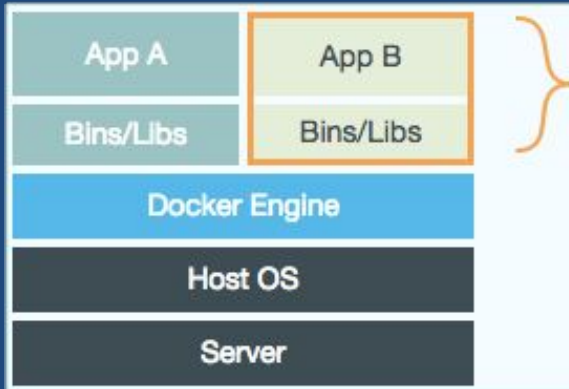 App A
App B
Bins/Libs
Bins/Libs
Docker Engine
Host OS
Server